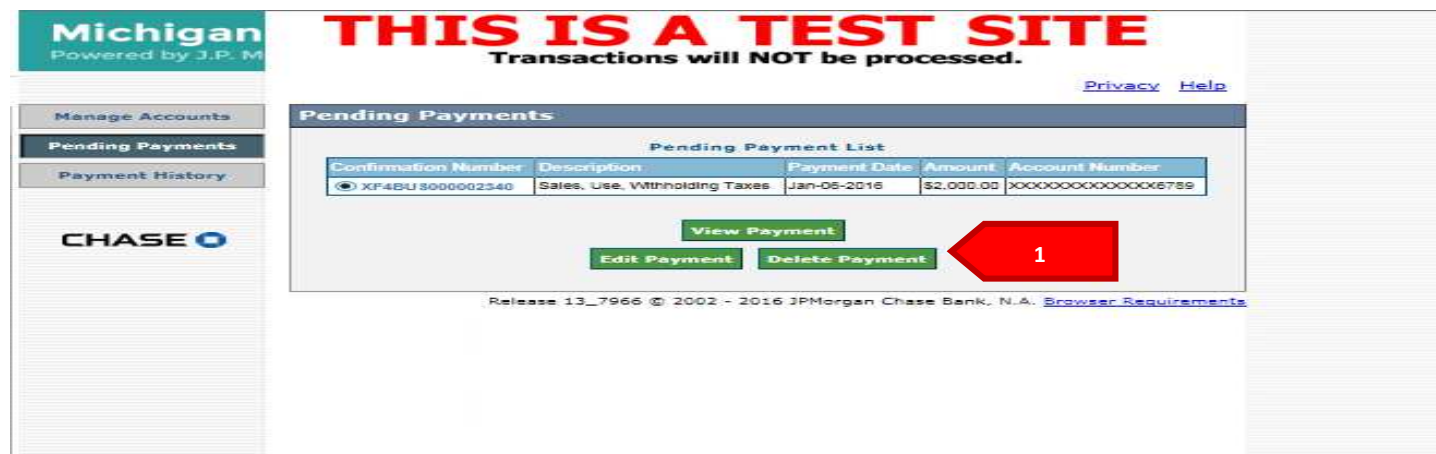 Michigan
Powered by J.P. M
THIS IS A TEST SITE
Transactions will NOT be processed.
Privacy Help
Manage Accounts
Pending Payments
Payment History
CHASE
Pending Payments
Pending Payment List
Confirmation Number Description Payment Date Amount Account Number
Sales, Use, Withholding Taxes Jan-06-2016 $2,000.00 XXXXXXXXXXXXX6789
View Payment
Edit Payment Delete Payment
1
Release 13_7966 © 2002 - 2016 JPMorgan Chase Bank, N.A. Browser Requirements